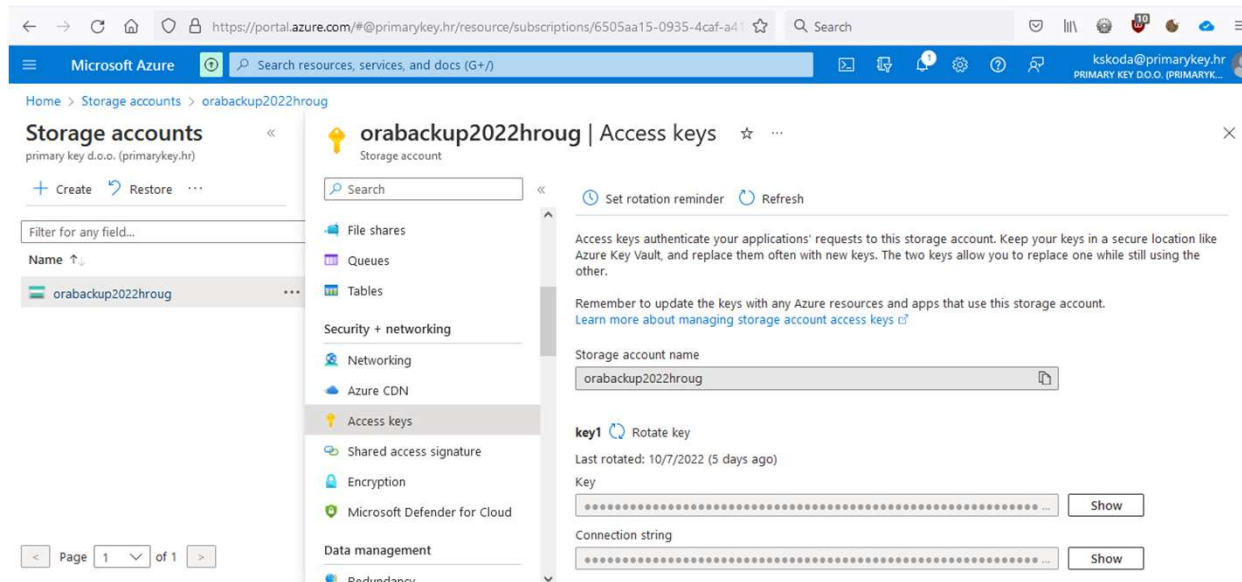 https://portal.azure.com/#@primarykey.hr/resource/subscriptions/6505aa15-0935-4caf-a41
Search
10
Microsoft Azure
Search resources, services, and docs (G+/)
1
kskoda@primarykey.hr
PRIMARY KEY D.O.O. (PRIMARYK...
Home > Storage accounts > orabackup2022hroug
Storage accounts
«
primary key d.o.o. (primarykey.hr)
+ Create
Restore
...
Filter for any field...
Name ↑↓
orabackup2022hroug
...
< Page 1 of 1 >
orabackup2022hroug | Access keys
...
Storage account
Search
«
File shares
Queues
Tables
Security + networking
Networking
Azure CDN
Access keys
Shared access signature
Encryption
Microsoft Defender for Cloud
Data management
Redundancy
Set rotation reminder
Refresh
Access keys authenticate your applications' requests to this storage account. Keep your keys in a secure location like
Azure Key Vault, and replace them often with new keys. The two keys allow you to replace one while still using the
other.
Remember to update the keys with any Azure resources and apps that use this storage account.
Learn more about managing storage account access keys
Storage account name
orabackup2022hroug
key1
Rotate key
Last rotated: 10/7/2022 (5 days ago)
Key
Show
Connection string
Show